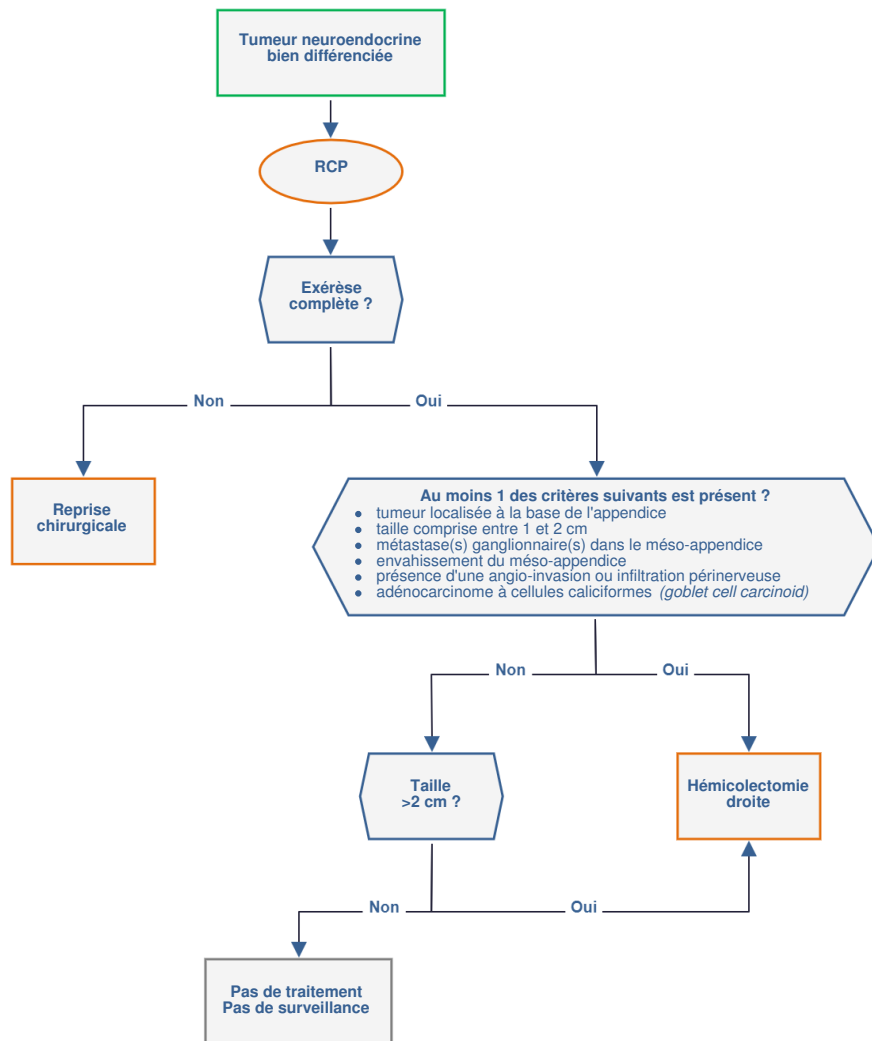 Tumeur neuroendocrine
bien différenciée
RCP
Exérèse
complète ?
Non
Oui
Reprise
chirurgicale
Au moins 1 des critères suivants est présent ?
• tumeur localisée à la base de l'appendice
• taille comprise entre 1 et 2 cm
• métastase(s) ganglionnaire(s) dans le méso-appendice
• envahissement du méso-appendice
• présence d'une angio-invasion ou infiltration périnerveuse
• adénocarcinome à cellules caliciformes (goblet cell carcinoid)
Non
Oui
Taille
>2 cm ?
Hémicolectomie
droite
Non
Oui
Pas de traitement
Pas de surveillance